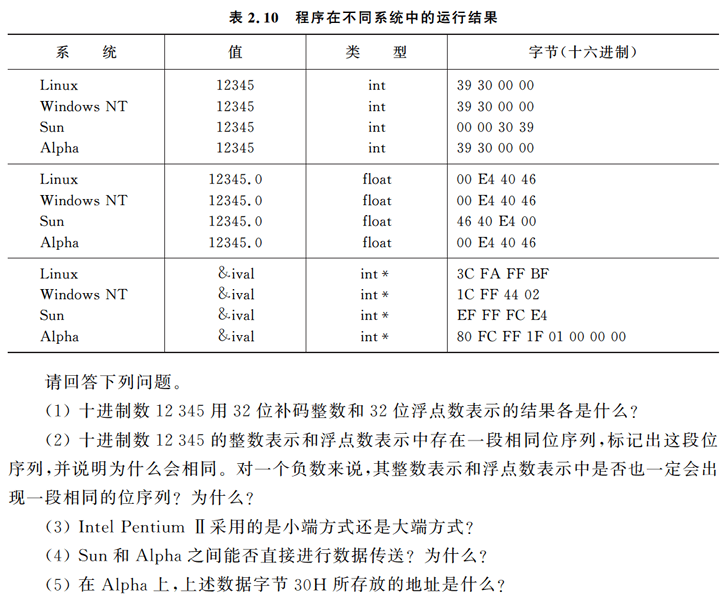 表 2.10 程序在不同系统中的运行结果
系 统 值 类 型 字节(十六进制)
Linux 12345 int 39 30 00 00
Windows NT 12345 int 39 30 00 00
Sun 12345 int 00 00 30 39
Alpha 12345 int 39 30 00 00
Linux 12345.0 float 00 E4 40 46
Windows NT 12345.0 float 00 E4 40 46
Sun 12345.0 float 46 40 E4 00
Alpha 12345.0 float 00 E4 40 46
Linux &ival int* 3C FA FF BF
Windows NT &ival int* 1C FF 44 02
Sun &ival int* EF FF FC E4
Alpha &ival int* 80 FC FF 1F 01 00 00 00
请回答下列问题。
(1) 十进制数 12 345 用 32 位补码整数和 32 位浮点数表示的结果各是什么?
(2) 十进制数 12 345 的整数表示和浮点数表示中存在一段相同位序列,标记出这段位
序列,并说明为什么会相同。对一个负数来说,其整数表示和浮点数表示中是否也一定会出
现一段相同的位序列? 为什么?
(3) Intel Pentium Ⅱ采用的是小端方式还是大端方式?
(4) Sun 和 Alpha 之间能否直接进行数据传送? 为什么?
(5) 在 Alpha 上,上述数据字节 30H 所存放的地址是什么?